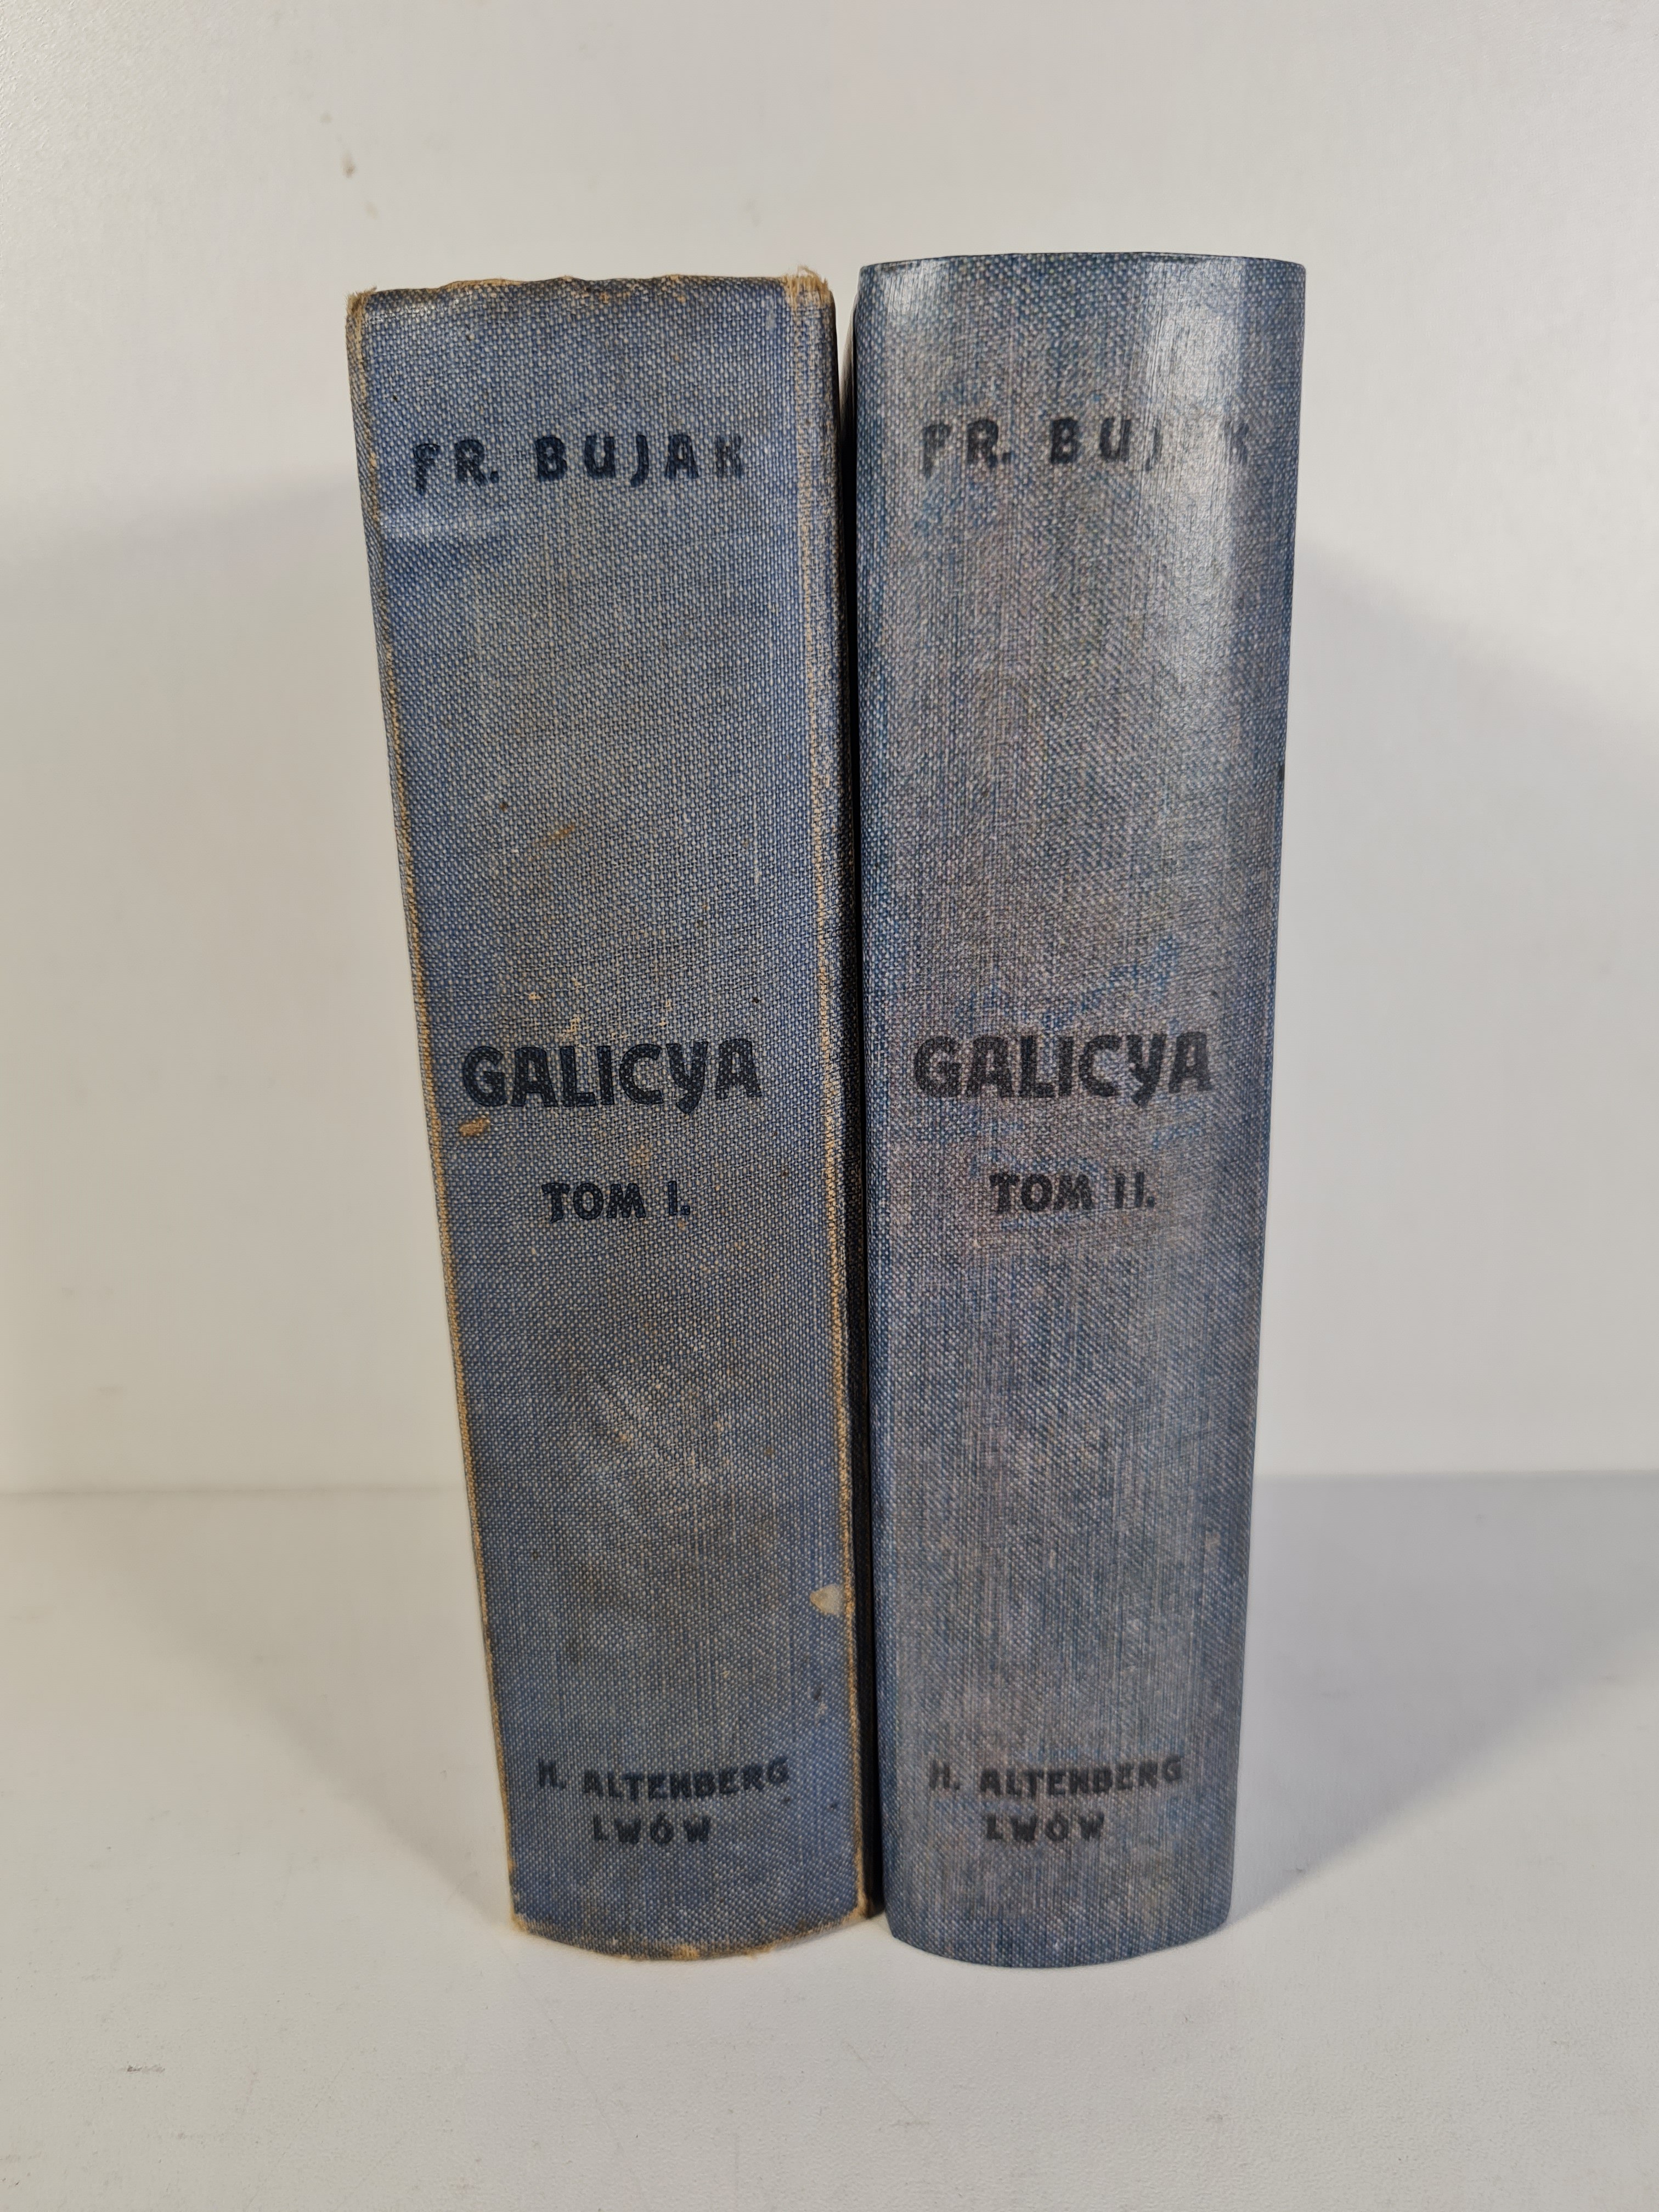 FR. BUJAK
GALICYA
TOM I.
H. ALTENBERG
LWÓW
FR. BUJAK
GALICYA
TOM II.
H. ALTENBERG
LWÓW